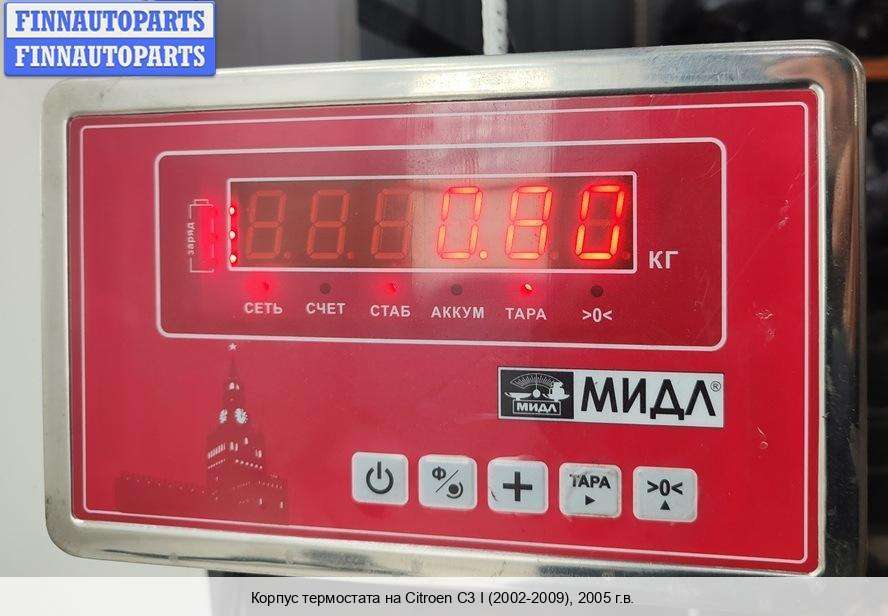 FINNAUTOPARTS
FINNAUTOPARTS
заряд
0.80
КГ
СЕТЬ СЧЕТ СТАБ АККУМ ТАРА >0<
МИДЛ МИДЛ®
Ф ТАРА >0<
Корпус термостата на Citroen C3 I (2002-2009), 2005 г.в.